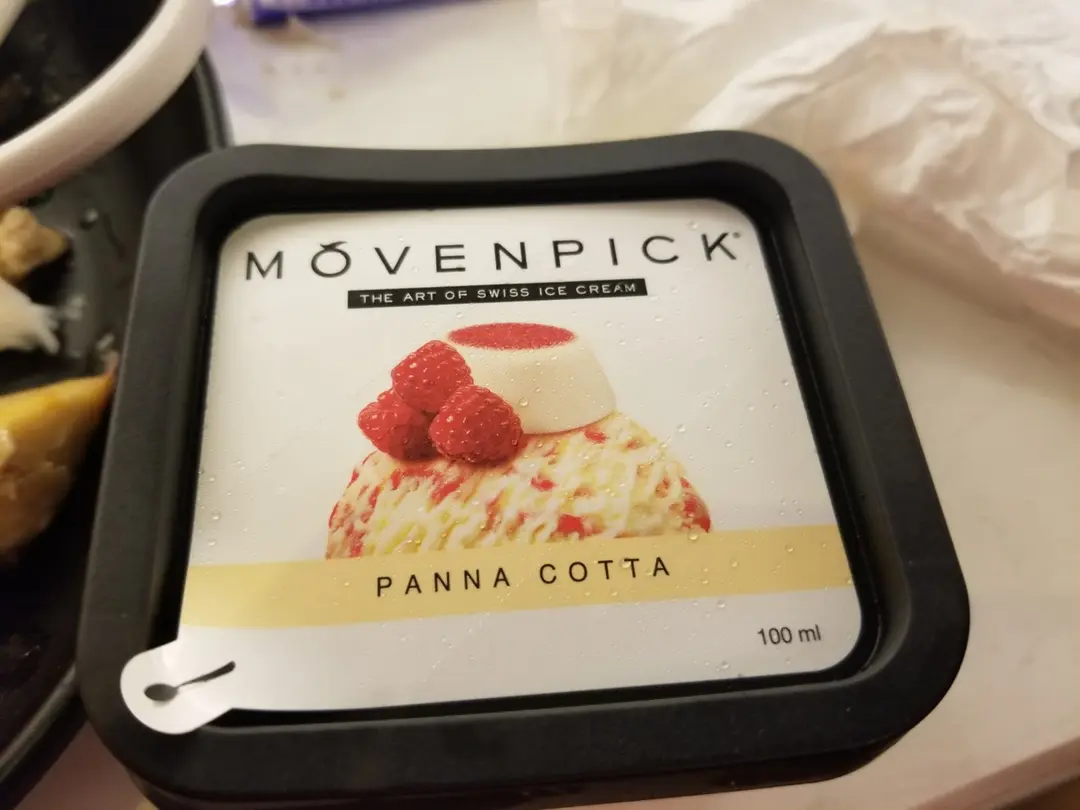 MÖVENPICK®
THE ART OF SWISS ICE CREAM
PANNA COTTA
100 ml